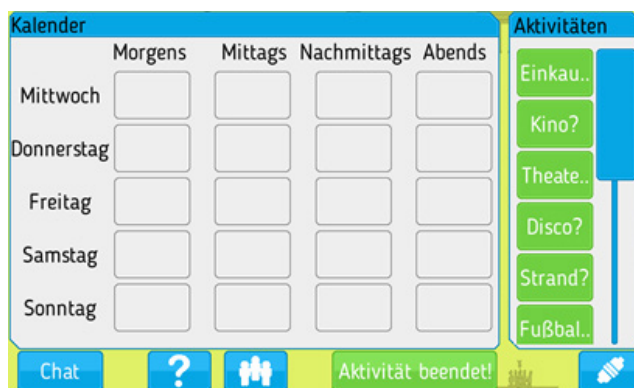 Kalender
Morgens Mittags Nachmittags Abends
Mittwoch
Donnerstag
Freitag
Samstag
Sonntag
Aktivitäten
Einkau..
Kino?
Theate..
Disco?
Strand?
Fußbal..
Chat ? Aktivität beendet!